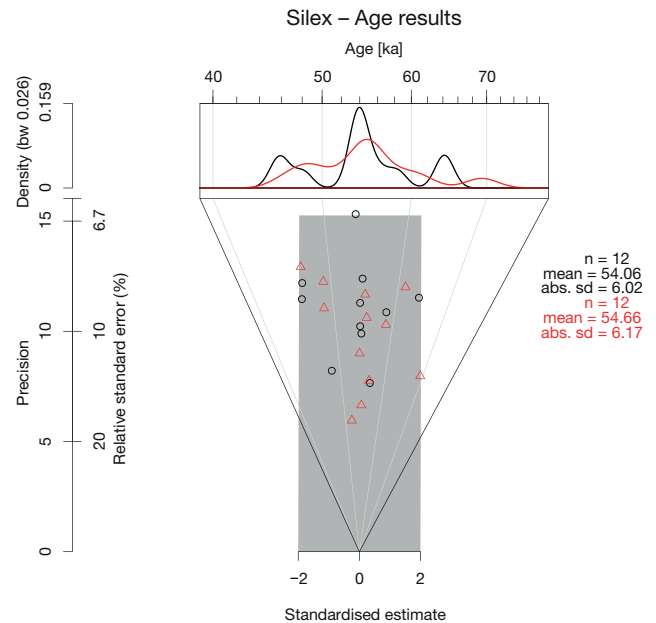 Silex – Age results
Age [ka]
40 50 60 70
Density (bw 0.026)
0 0.159
Precision
0 5 10 15
Relative standard error (%)
20 10 6.7
n = 12
mean = 54.06
abs. sd = 6.02
n = 12
mean = 54.66
abs. sd = 6.17
−2 0 2
Standardised estimate